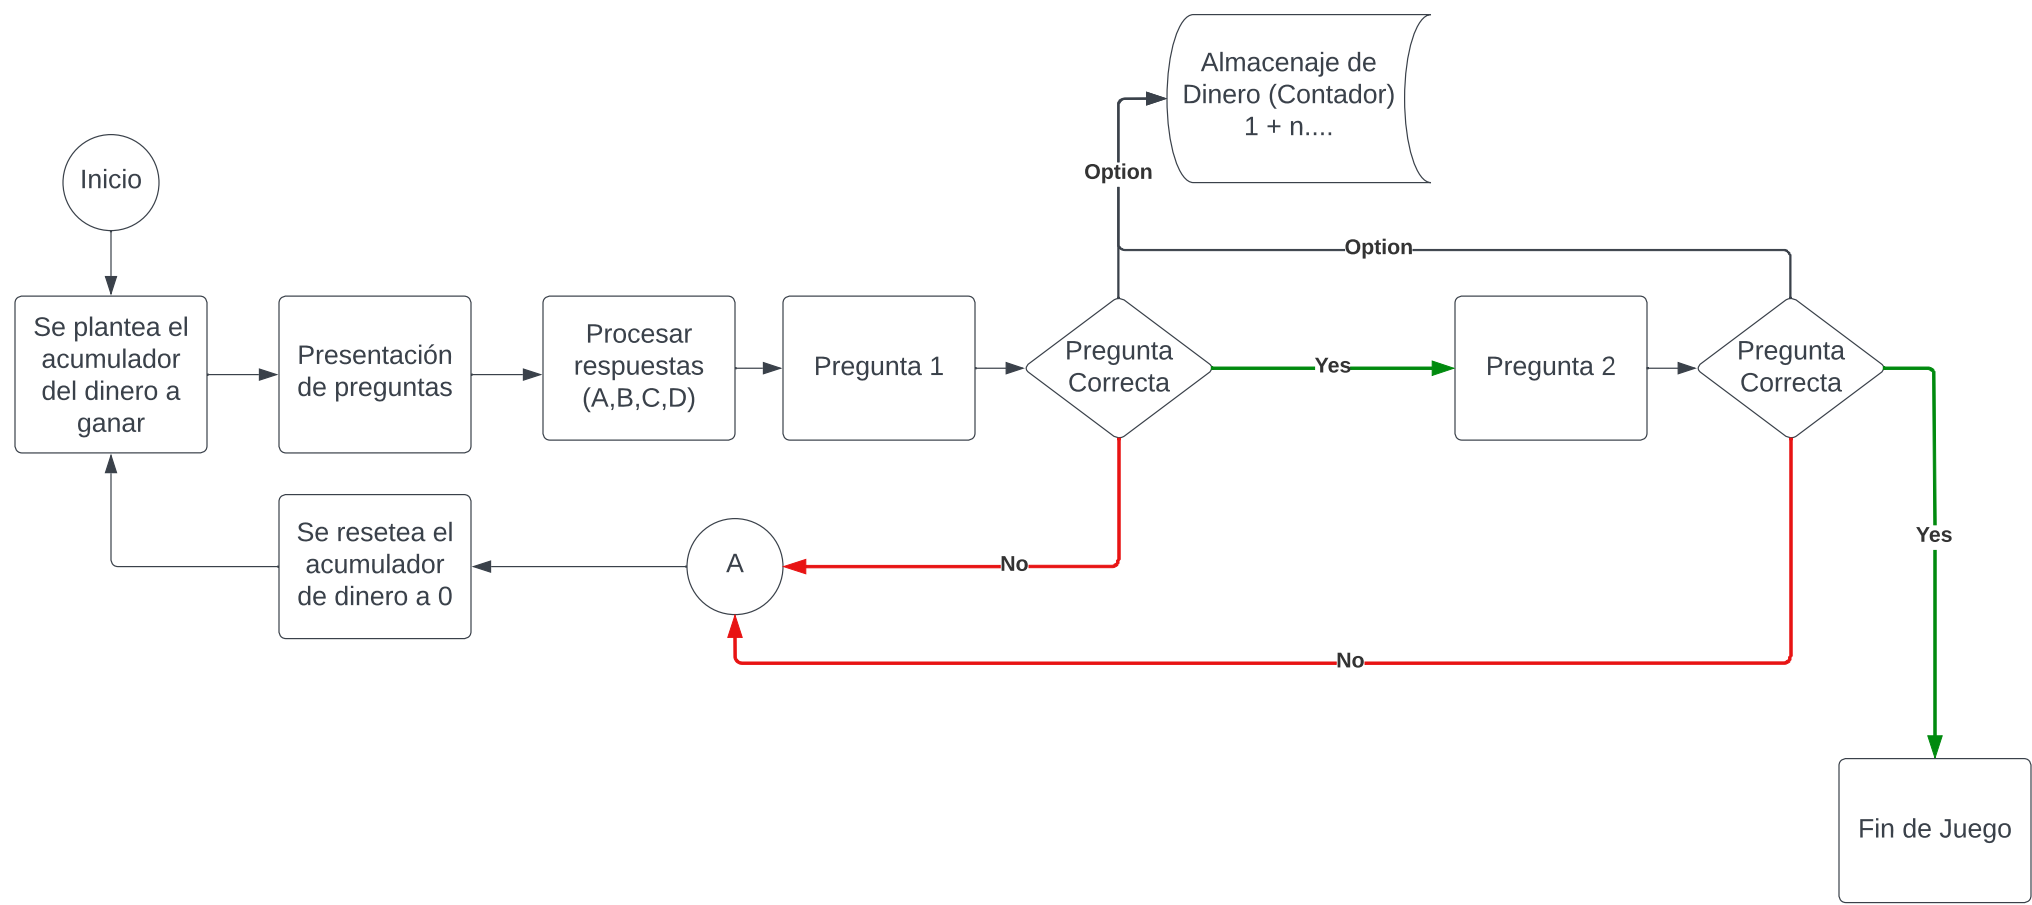 Almacenaje de
Dinero (Contador)
1 + n....
Inicio
Option
Option
Se plantea el
acumulador
del dinero a
ganar
Presentación
de preguntas
Procesar
respuestas
(A,B,C,D)
Pregunta 1
Pregunta
Correcta
Yes
Pregunta 2
Pregunta
Correcta
Yes
Se resetea el
acumulador
de dinero a 0
A
No
No
Fin de Juego